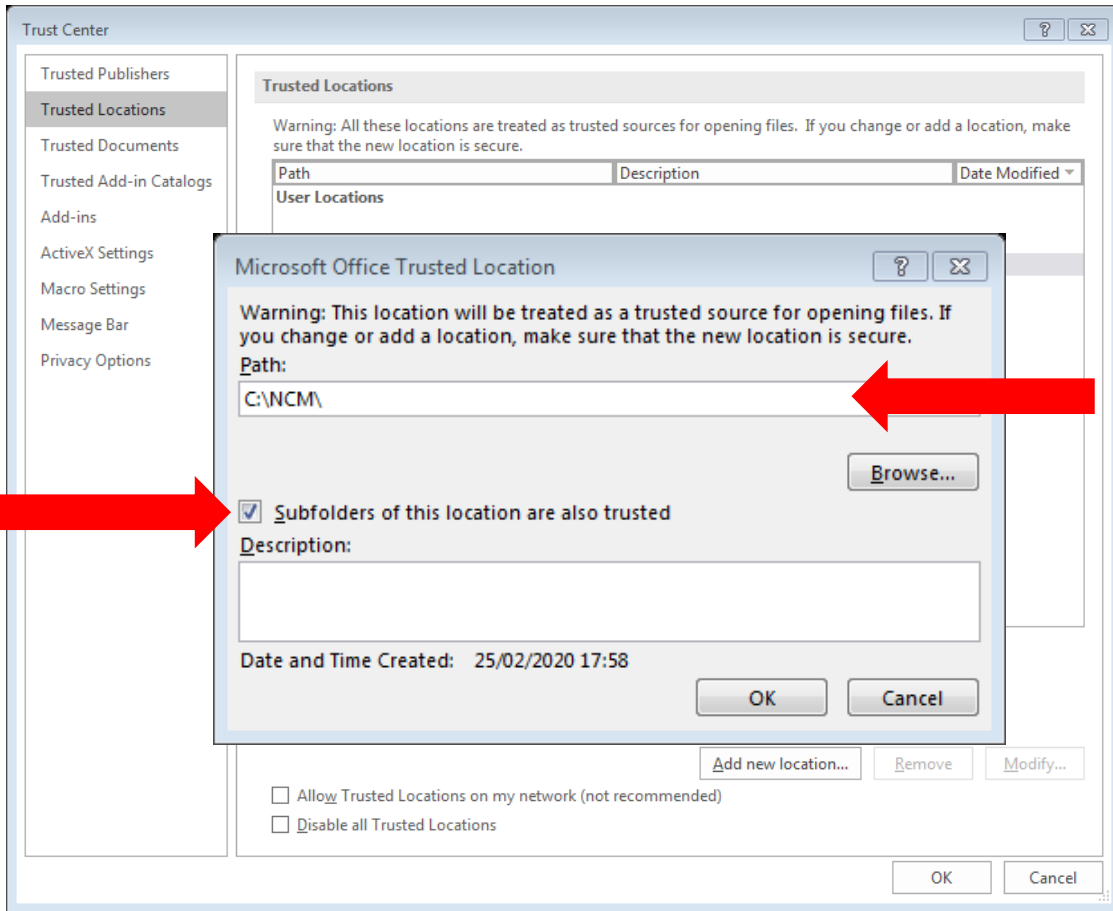 Trust Center
Trusted Publishers
Trusted Locations
Trusted Documents
Trusted Add-in Catalogs
Add-ins
ActiveX Settings
Macro Settings
Message Bar
Privacy Options
Trusted Locations
Warning: All these locations are treated as trusted sources for opening files. If you change or add a location, make
sure that the new location is secure.
Path Description Date Modified
User Locations
Microsoft Office Trusted Location
Warning: This location will be treated as a trusted source for opening files. If
you change or add a location, make sure that the new location is secure.
Path:
C:\NCM\
Browse...
Subfolders of this location are also trusted
Description:
Date and Time Created: 25/02/2020 17:58
OK Cancel
Add new location... Remove Modify...
Allow Trusted Locations on my network (not recommended)
Disable all Trusted Locations
OK Cancel